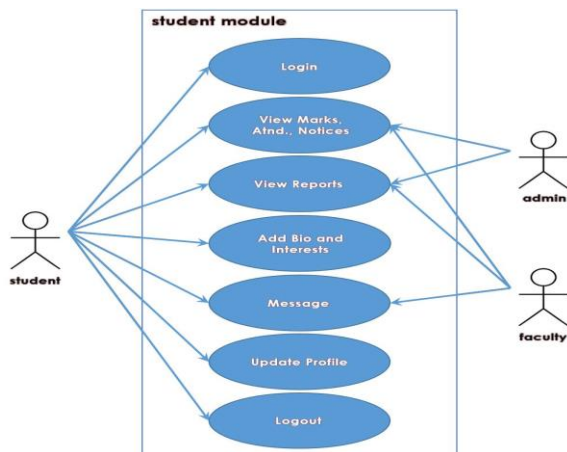 student module
Login
View Marks,
Atnd., Notices
View Reports
admin
Add Bio and
Interests
student
Message
faculty
Update Profile
Logout